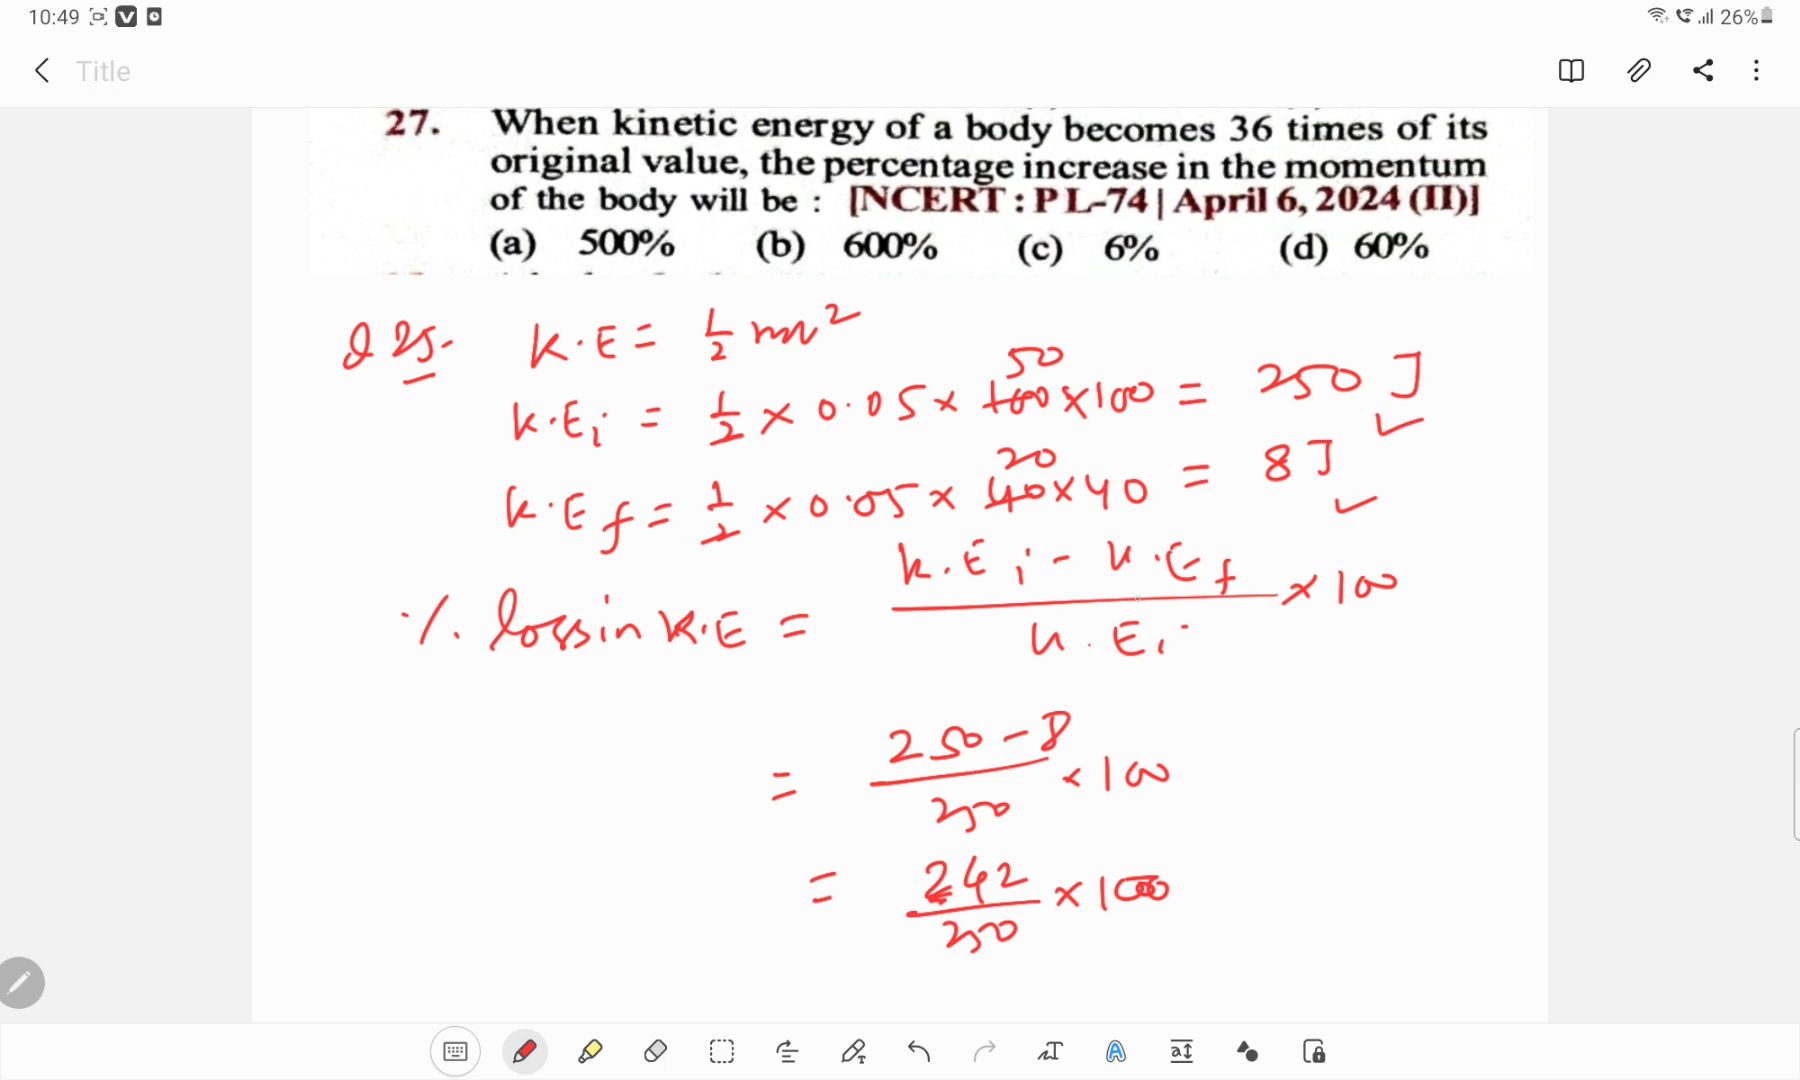 10:49
26%
Title
27. When kinetic energy of a body becomes 36 times of its
original value, the percentage increase in the momentum
of the body will be : [NCERT : P L-74 | April 6, 2024 (II)]
(a) 500% (b) 600% (c) 6% (d) 60%
Q 25. K.E = 1/2 mv²
50
K.Ei = 1/2 × 0.05 × 100 × 100 = 250 J
20
K.Ef = 1/2 × 0.05 × 40 × 40 = 8 J
% loss in K.E = K.Ei - K.Ef / K.Ei × 100
= 250 - 8 / 250 × 100
= 242 / 250 × 100